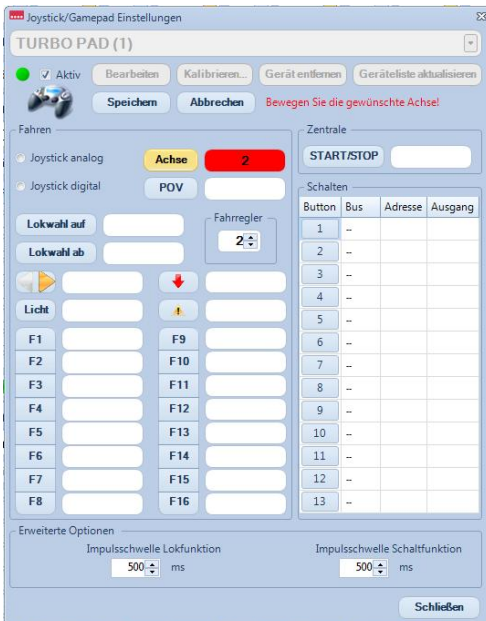 Joystick/Gamepad Einstellungen
TURBO PAD (1)
Aktiv Bearbeiten Kalibrieren... Gerät entfernen Geräteliste aktualisieren
Speichern Abbrechen Bewegen Sie die gewünschte Achse!
Fahren
Joystick analog Achse 2
Joystick digital POV
Lokwahl auf
Lokwahl ab
Fahrregler
2
Licht
F1 F9
F2 F10
F3 F11
F4 F12
F5 F13
F6 F14
F7 F15
F8 F16
Zentrale
START/STOP
Schalten
Button Bus Adresse Ausgang
1 --
2 --
3 --
4 --
5 --
6 --
7 --
8 --
9 --
10 --
11 --
12 --
13 --
Erweiterte Optionen
Impulsschwelle Lokfunktion Impulsschwelle Schaltfunktion
500 ms 500 ms
Schließen